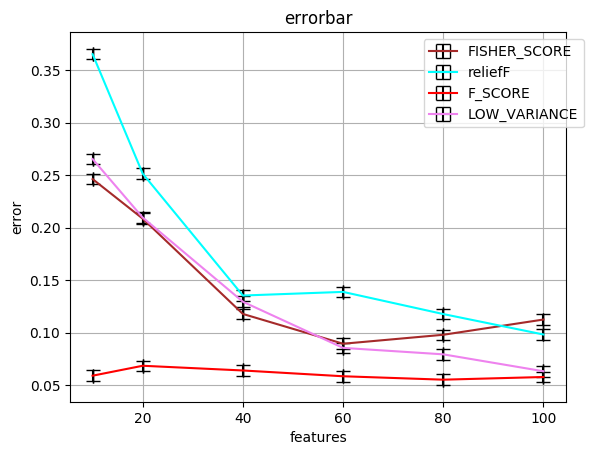 errorbar
FISHER_SCORE
reliefF
F_SCORE
LOW_VARIANCE
error
0.35
0.30
0.25
0.20
0.15
0.10
0.05
20 40 60 80 100
features